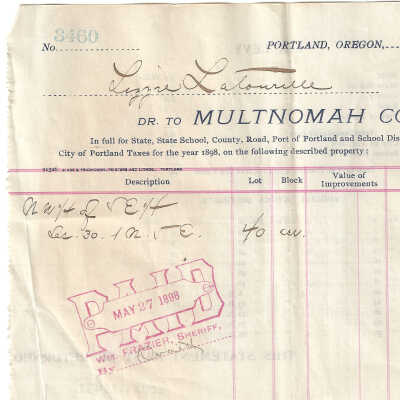 3460
No. PORTLAND, OREGON,
Lizzie Latourelle
DR. TO MULTNOMAH CO
In full for State, State School, County, Road, Port of Portland and School Dis
City of Portland Taxes for the year 1898, on the following described property:
Description Lot Block Value of Improvements
NW¼ of SE¼
Sec. 30. 1 N. 5 E. 40 acr.
PAID
MAY 27 1898
WM. FRAZIER, SHERIFF,
By